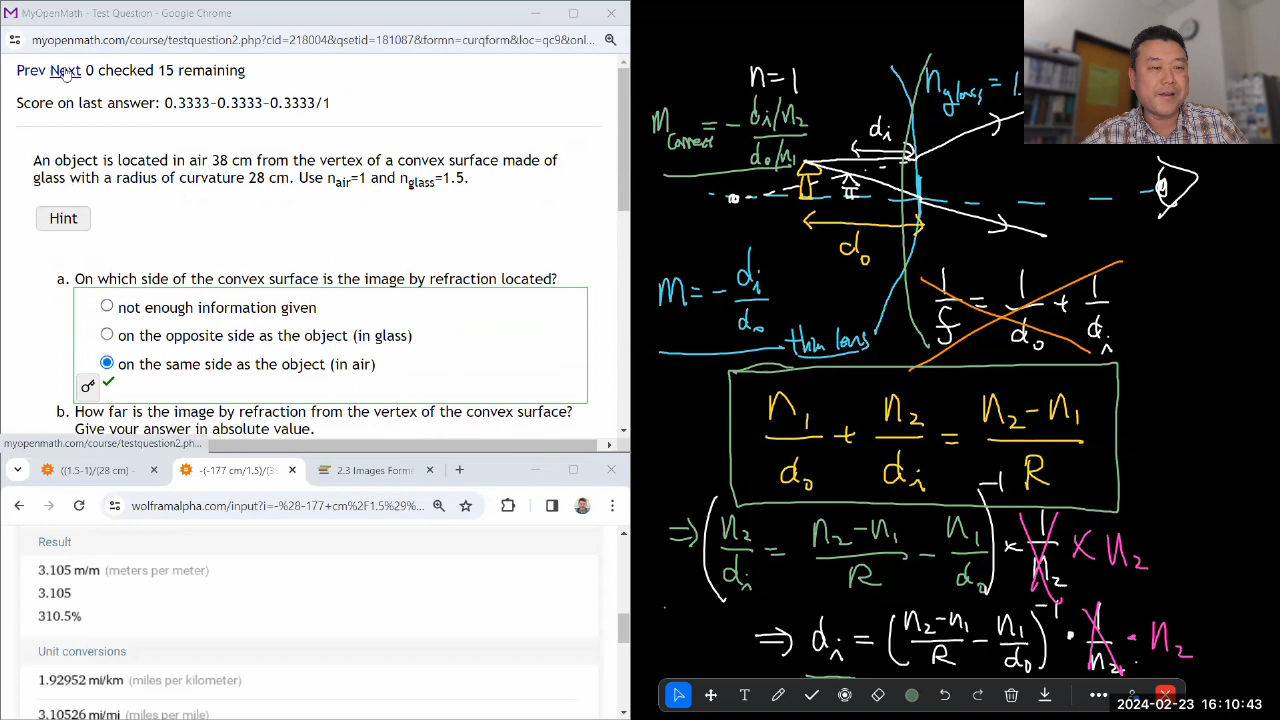 MyOpenMath - Test Question - Google Chrome
myopenmath.com/course/testquestion2.php?cid=218004&qsetid=181087&formn=curqform&loc=qc9&onl...
Prev Next 0 checked 15 remaining
Score on last answer: 0.3333-0.3333-0.3333/1
An object is located in air 38 cm from the vertex of a convex surface made of
glass with a radius of curvature 28 cm. Use nair=1 and nglass=1.5.
Hint
a. On which side of the convex surface is the image by refraction located?
not enough information given
on the opposite side as the object (in glass)
on the same side as the object (in air)
b. How far is the image by refraction from the vertex of the convex surface?
Give your answer in absolute value.
myopenmath.com/course/testquestion2.ph...
((1.5-1)/(28 cm) -
-(-177 cm/1.5)/(3
2.3 Images Forme
wolframalpha.com/input?i=-%28-177+cm%2F1.5%29%...
Result
3.105 m/m (meters per meter)
3.105
310.5%
Unit conversions
1.92952 mi/km (miles per kilometer)
3.10526 m/mi (miles per mile)
n=1
nglass = 1.
Mcorrect = - di/n2 / do/n1
di
do
M = - di/do
thin lens
1/f = 1/do + 1/di
n1/do + n2/di = n2-n1/R
⇒ (n2/di = n2-n1/R - n1/do)^-1 × 1/n2 × n2
⇒ di = (n2-n1/R - n1/do)^-1 · 1/n2 · n2
T
2024-02-23 16:10:43